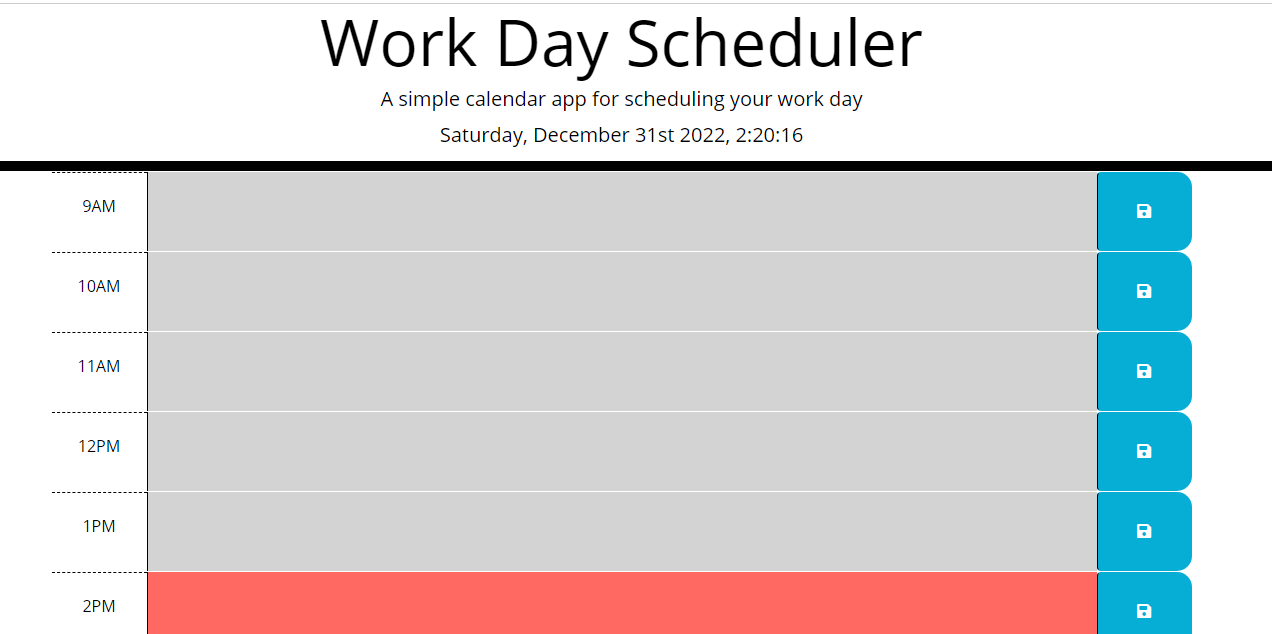 Work Day Scheduler
A simple calendar app for scheduling your work day
Saturday, December 31st 2022, 2:20:16
9AM
10AM
11AM
12PM
1PM
2PM